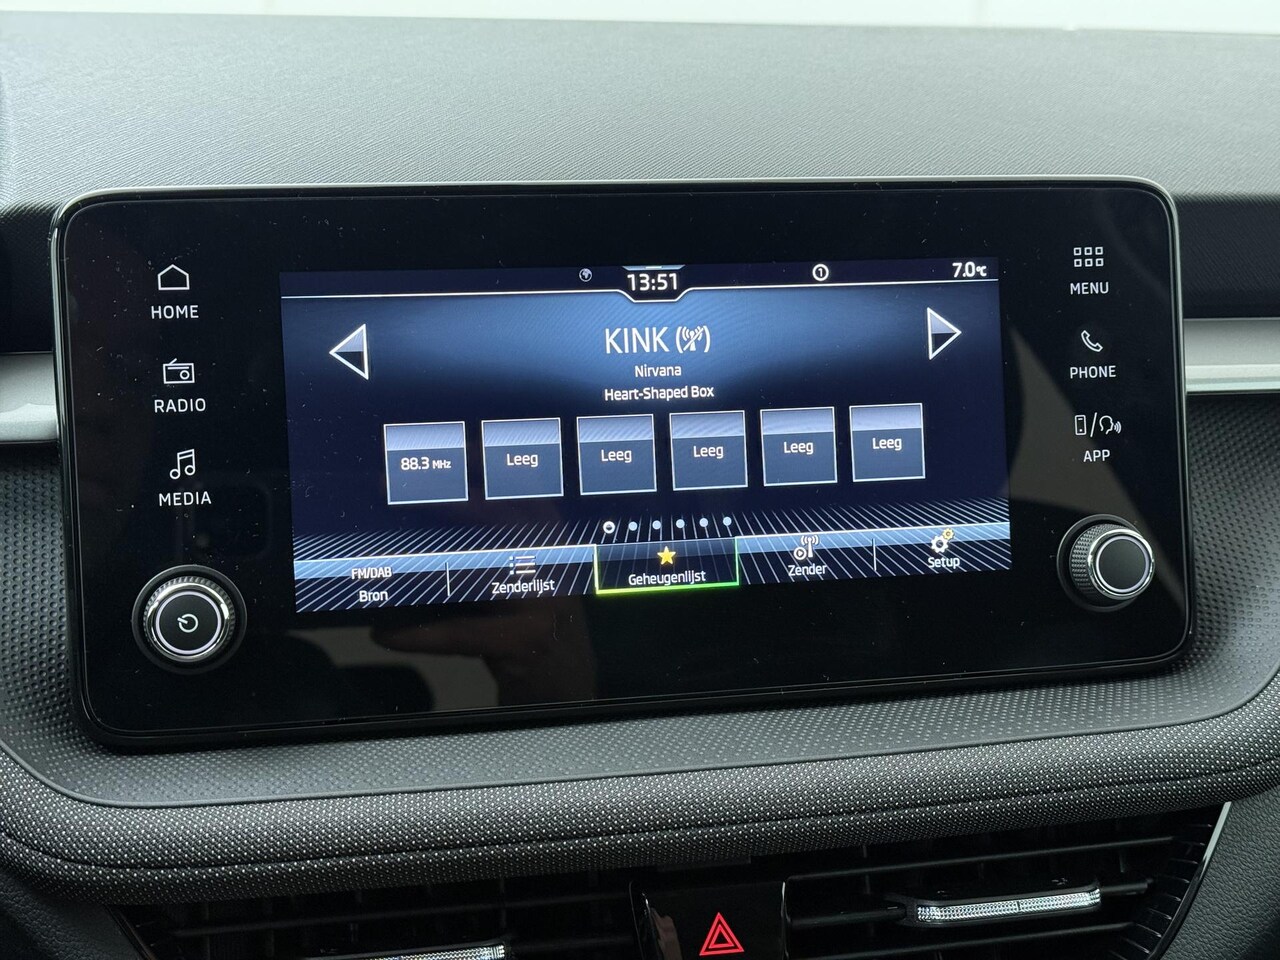 HOME
RADIO
MEDIA
13:51
1
7.0°C
KINK
Nirvana
Heart-Shaped Box
88.3 MHz
Leeg
Leeg
Leeg
Leeg
Leeg
FM/DAB
Bron
Zenderlijst
Geheugenlijst
Zender
Setup
MENU
PHONE
APP